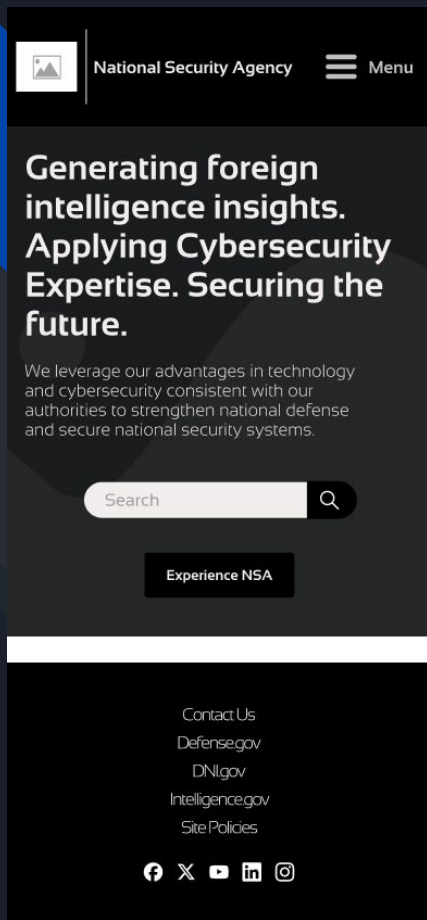 National Security Agency
Menu
Generating foreign
intelligence insights.
Applying Cybersecurity
Expertise. Securing the
future.
We leverage our advantages in technology
and cybersecurity consistent with our
authorities to strengthen national defense
and secure national security systems.
Search
Experience NSA
Contact Us
Defense.gov
DNI.gov
Intelligence.gov
Site Policies